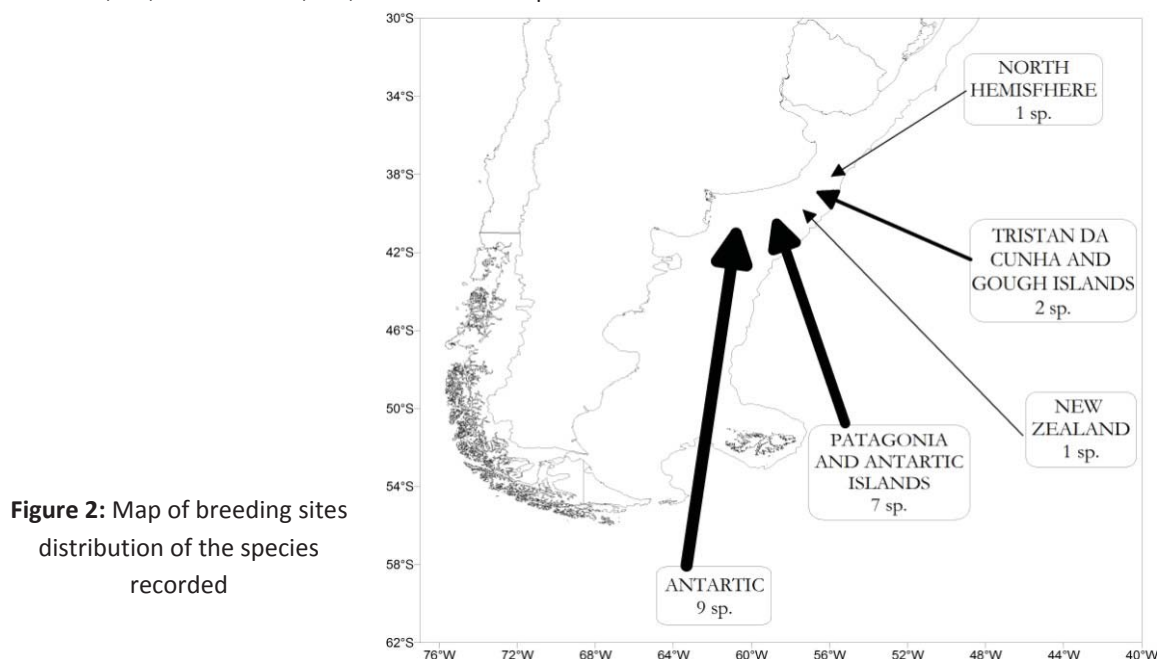 30°S
34°S
38°S
42°S
46°S
50°S
54°S
58°S
62°S
76°W 72°W 68°W 64°W 60°W 56°W 52°W 48°W 44°W 40°W
NORTH
HEMISFHERE
1 sp.
TRISTAN DA
CUNHA AND
GOUGH ISLANDS
2 sp.
NEW
ZEALAND
1 sp.
PATAGONIA
AND ANTARTIC
ISLANDS
7 sp.
ANTARTIC
9 sp.
Figure 2: Map of breeding sites
distribution of the species
recorded